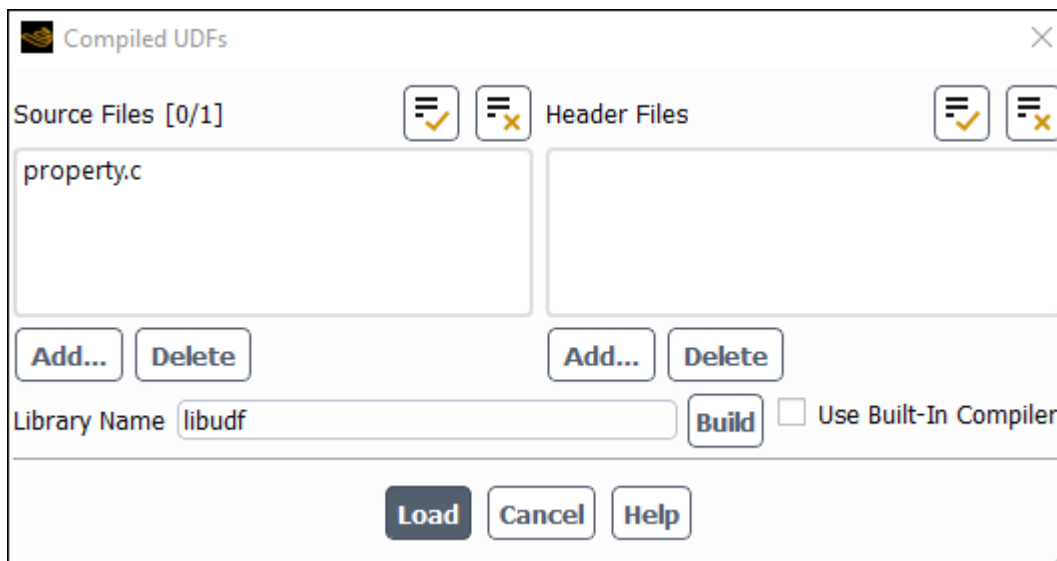 Compiled UDFs
Source Files [0/1]
Header Files
property.c
Add... Delete
Add... Delete
Library Name libudf Build Use Built-In Compiler
Load Cancel Help